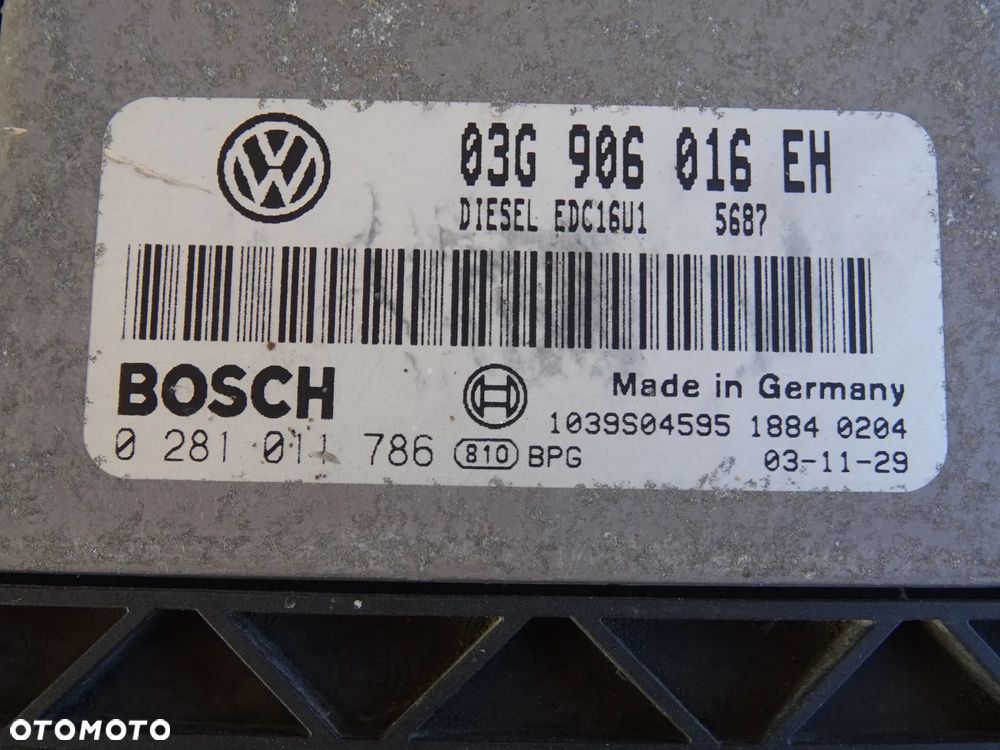 03G 906 016 EH
DIESEL EDC16U1 5687
BOSCH
Made in Germany
1039S04595 1884 0204
0 281 011 786 810 BPG
03-11-29
OTOMOTO